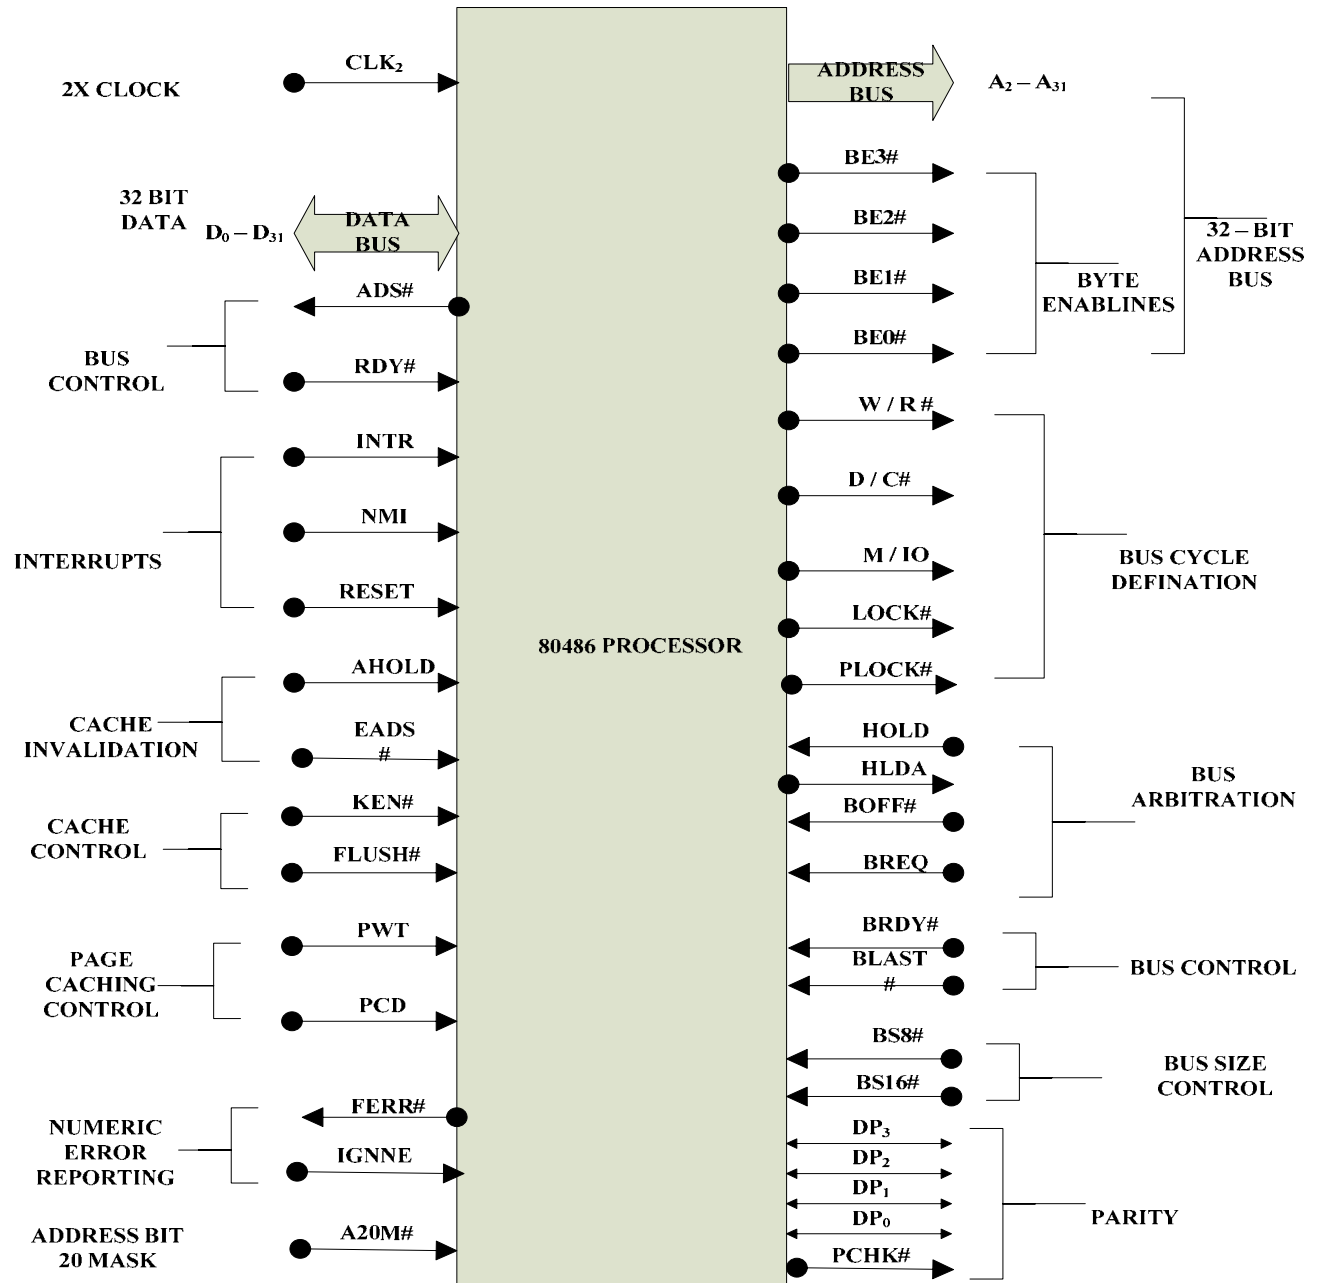 2X CLOCK
CLK₂
32 BIT
DATA
D₀ – D₃₁
DATA
BUS
ADS#
BUS
CONTROL
RDY#
INTR
NMI
INTERRUPTS
RESET
AHOLD
CACHE
INVALIDATION
EADS
#
KEN#
CACHE
CONTROL
FLUSH#
PWT
PAGE
CACHING
CONTROL
PCD
FERR#
NUMERIC
ERROR
REPORTING
IGNNE
ADDRESS BIT
20 MASK
A20M#
80486 PROCESSOR
ADDRESS
BUS
A₂ – A₃₁
BE3#
BE2#
BE1#
BE0#
BYTE
ENABLINES
32 – BIT
ADDRESS
BUS
W / R #
D / C#
M / IO
LOCK#
PLOCK#
BUS CYCLE
DEFINATION
HOLD
HLDA
BOFF#
BREQ
BUS
ARBITRATION
BRDY#
BLAST
#
BUS CONTROL
BS8#
BS16#
BUS SIZE
CONTROL
DP₃
DP₂
DP₁
DP₀
PCHK#
PARITY